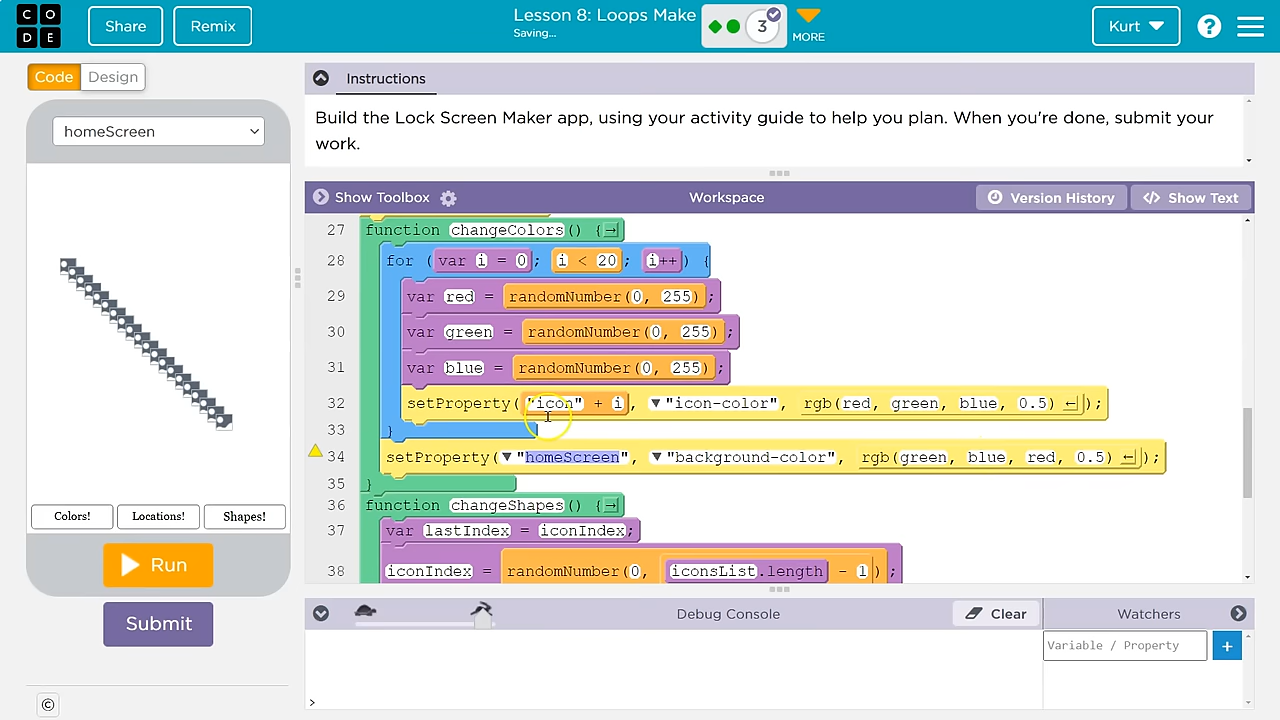 C O
D E
Share
Remix
Lesson 8: Loops Make
Saving...
3
MORE
Kurt
?
Code
Design
homeScreen
Colors!
Locations!
Shapes!
Run
Submit
©
Instructions
Build the Lock Screen Maker app, using your activity guide to help you plan. When you're done, submit your
work.
Show Toolbox
Workspace
Version History
</> Show Text
27 function changeColors() {→
28 for (var i = 0; i < 20; i++) {
29 var red = randomNumber(0, 255);
30 var green = randomNumber(0, 255);
31 var blue = randomNumber(0, 255);
32 setProperty("icon" + i, ▼"icon-color", rgb(red, green, blue, 0.5) ←);
33 }
34 setProperty(▼"homeScreen", ▼"background-color", rgb(green, blue, red, 0.5) ←);
35 }
36 function changeShapes() {→
37 var lastIndex = iconIndex;
38 iconIndex = randomNumber(0, iconsList.length - 1);
Debug Console
Clear
Watchers
Variable / Property
+
>